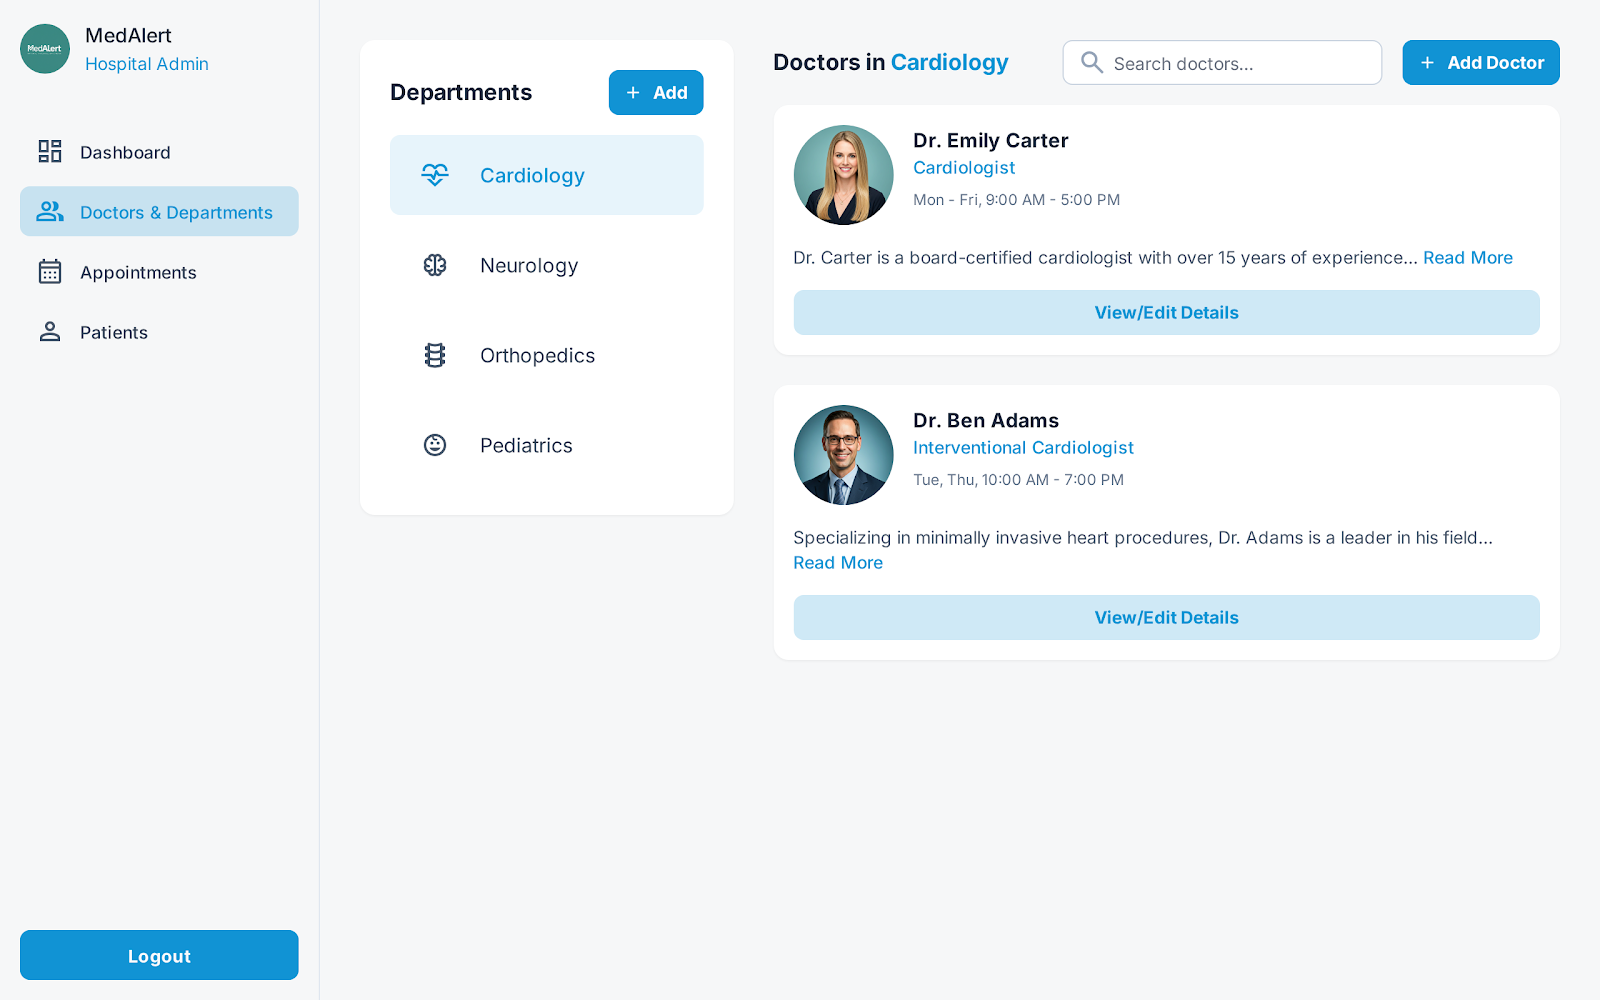 MedAlert
MedAlert
Hospital Admin
Dashboard
Doctors & Departments
Appointments
Patients
Logout
Departments
+ Add
Cardiology
Neurology
Orthopedics
Pediatrics
Doctors in Cardiology
Search doctors...
+ Add Doctor
Dr. Emily Carter
Cardiologist
Mon - Fri, 9:00 AM - 5:00 PM
Dr. Carter is a board-certified cardiologist with over 15 years of experience... Read More
View/Edit Details
Dr. Ben Adams
Interventional Cardiologist
Tue, Thu, 10:00 AM - 7:00 PM
Specializing in minimally invasive heart procedures, Dr. Adams is a leader in his field...
Read More
View/Edit Details